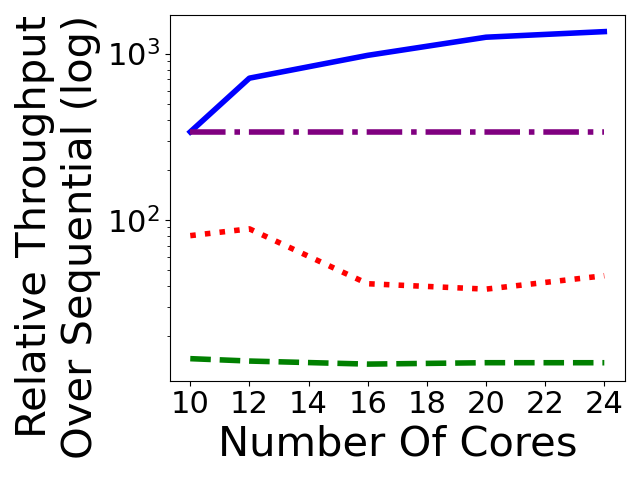 Relative Throughput
Over Sequential (log)
10³
10²
10 12 14 16 18 20 22 24
Number Of Cores